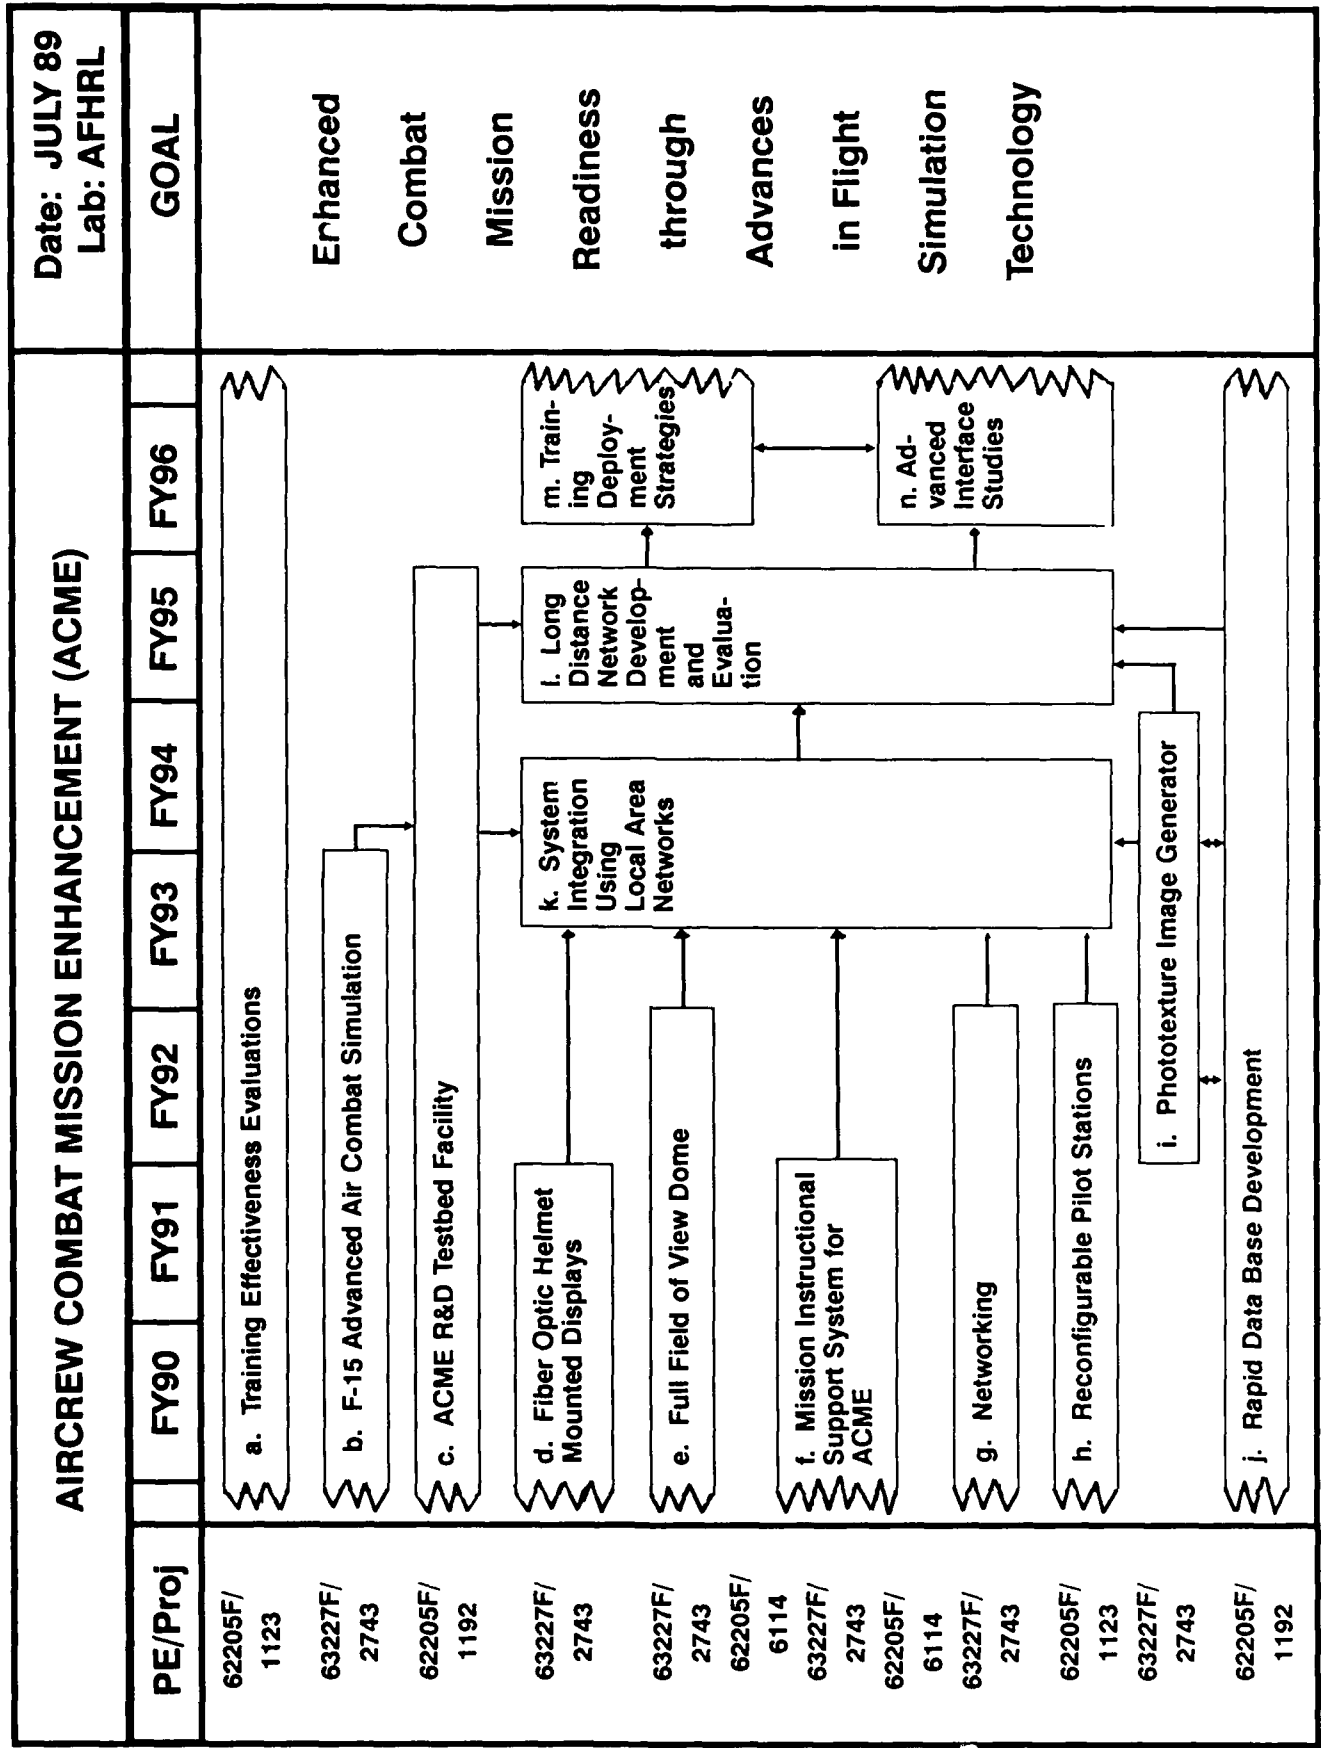 AIRCREW COMBAT MISSION ENHANCEMENT (ACME)
Date: JULY 89
Lab: AFHRL
PE/Proj
FY90
FY91
FY92
FY93
FY94
FY95
FY96
GOAL
62205F/
1123
a. Training Effectiveness Evaluations
63227F/
2743
b. F-15 Advanced Air Combat Simulation
62205F/
1192
c. ACME R&D Testbed Facility
63227F/
2743
d. Fiber Optic Helmet
Mounted Displays
63227F/
2743
e. Full Field of View Dome
62205F/
6114
63227F/
2743
f. Mission Instructional
Support System for
ACME
62205F/
6114
63227F/
2743
g. Networking
62205F/
1123
h. Reconfigurable Pilot Stations
63227F/
2743
i. Phototexture Image Generator
62205F/
1192
j. Rapid Data Base Development
k. System
Integration
Using
Local Area
Networks
l. Long
Distance
Network
Develop-
ment
and
Evalua-
tion
m. Train-
ing
Deploy-
ment
Strategies
n. Ad-
vanced
Interface
Studies
Enhanced
Combat
Mission
Readiness
through
Advances
in Flight
Simulation
Technology